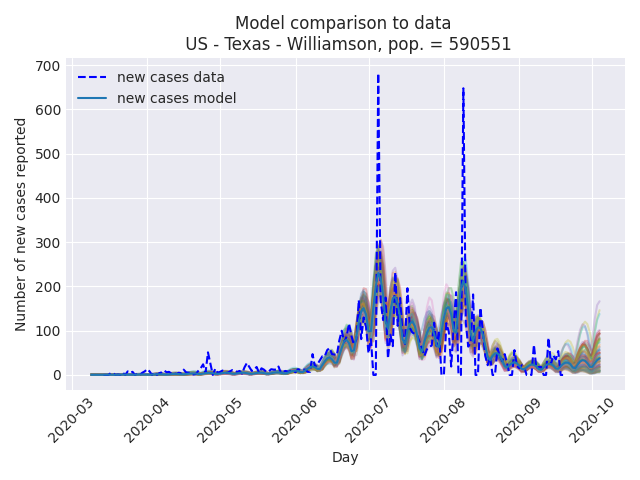 Model comparison to data
US - Texas - Williamson, pop. = 590551
new cases data
new cases model
Number of new cases reported
700
600
500
400
300
200
100
0
2020-03
2020-04
2020-05
2020-06
2020-07
2020-08
2020-09
2020-10
Day